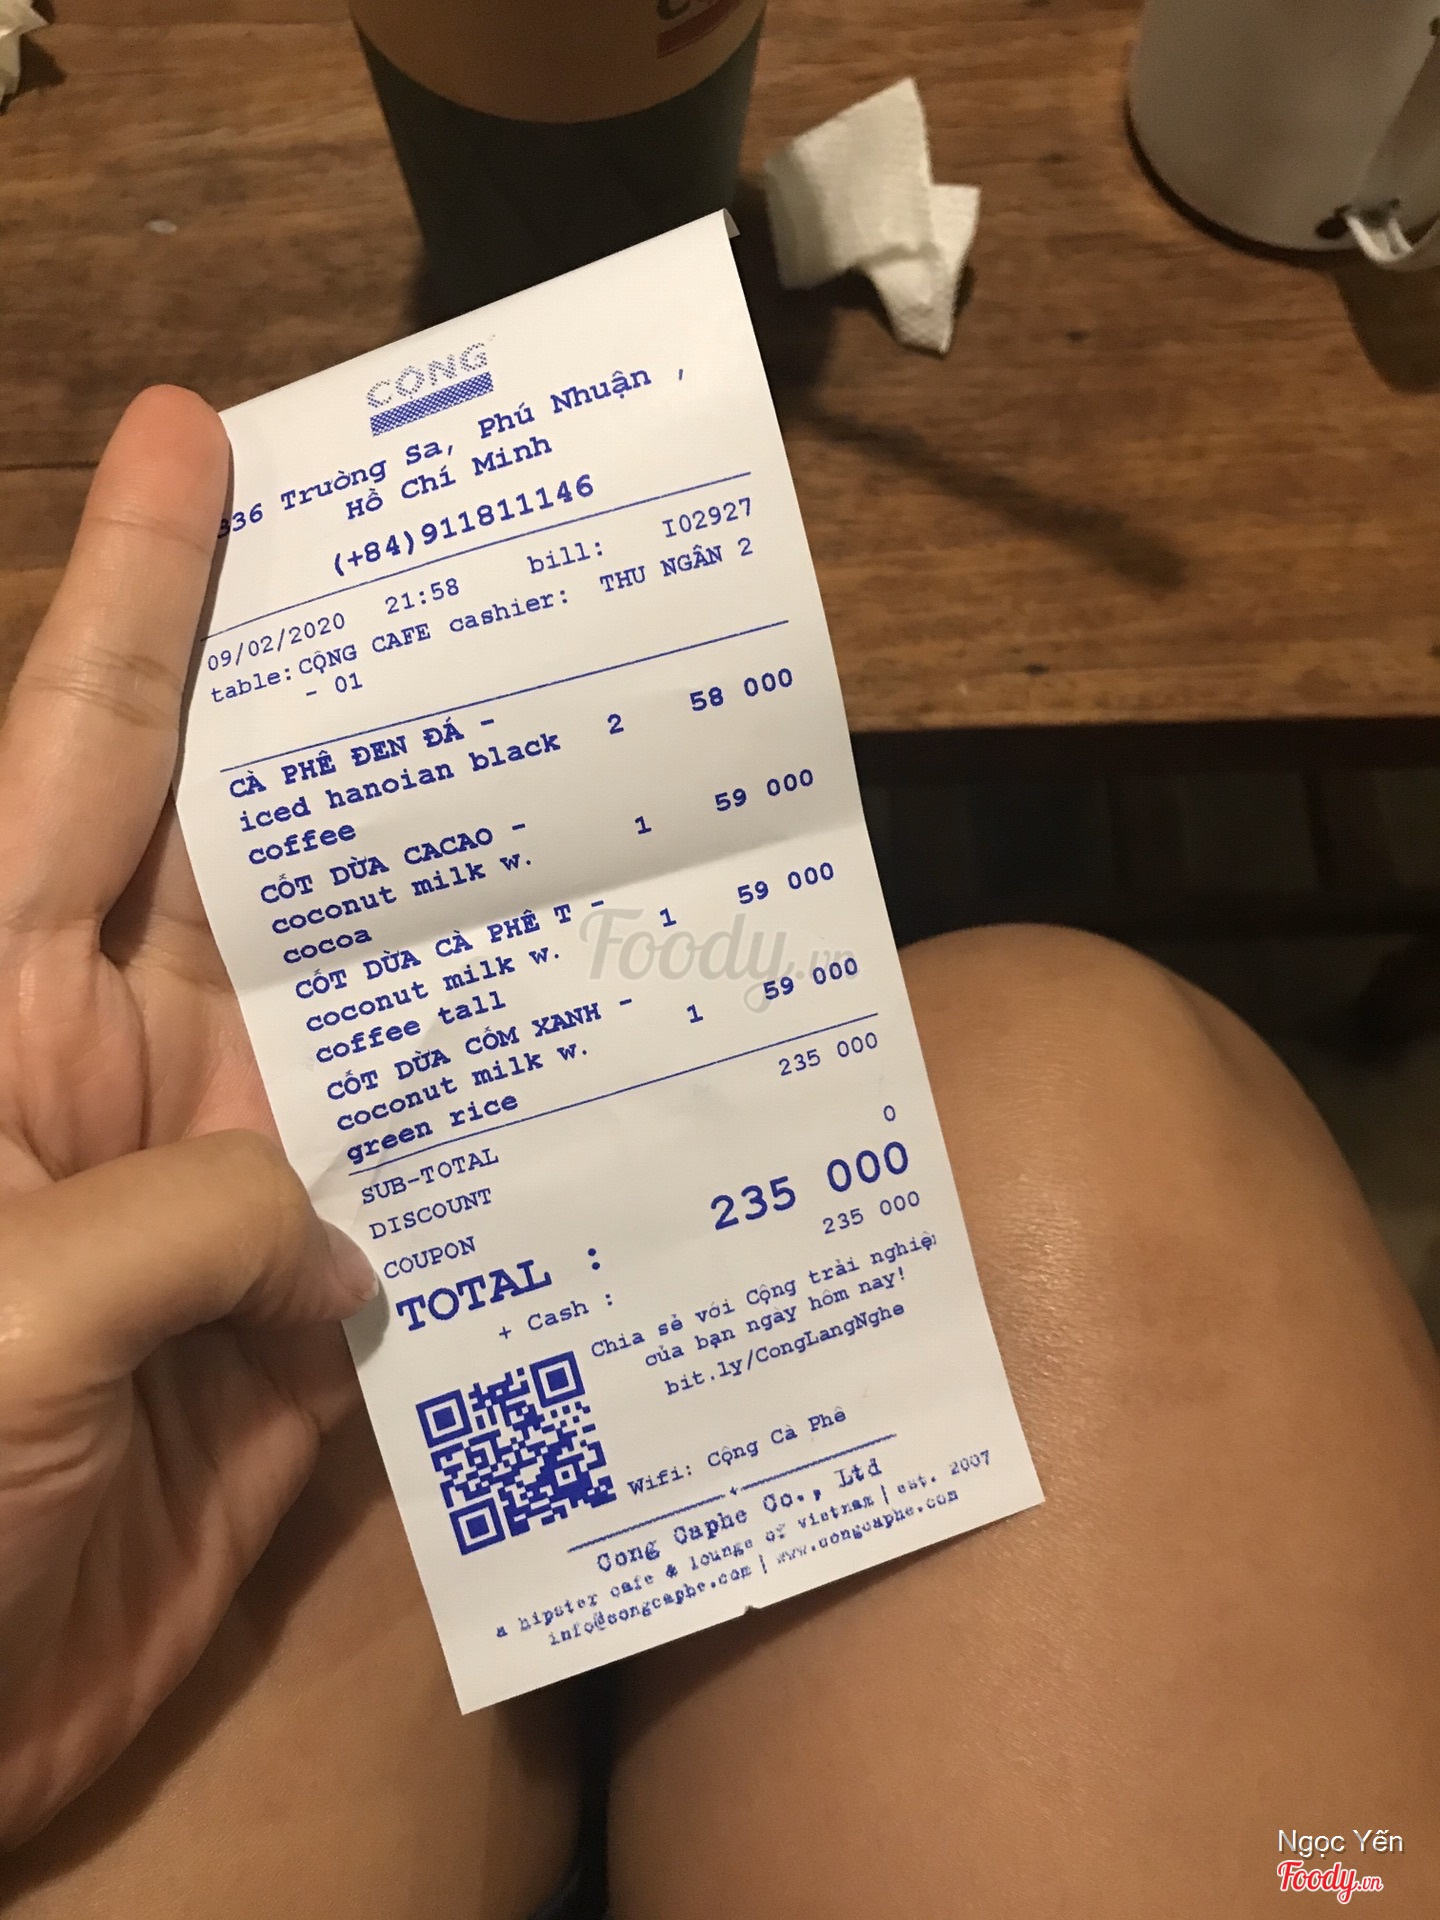 CỘNG
336 Trường Sa, Phú Nhuận ,
Hồ Chí Minh
(+84)911811146
09/02/2020 21:58 bill: I02927
table: CỘNG CAFE cashier: THU NGÂN 2
- 01
CÀ PHÊ ĐEN ĐÁ -
iced hanoian black 2 58 000
coffee
CỐT DỪA CACAO -
coconut milk w. 1 59 000
cocoa
CỐT DỪA CÀ PHÊ T -
coconut milk w. 1 59 000
coffee tall
CỐT DỪA CỐM XANH -
coconut milk w. 1 59 000
green rice
SUB-TOTAL 235 000
DISCOUNT 0
COUPON
TOTAL : 235 000
+ Cash : 235 000
Chia sẻ với Cộng trải nghiệm
của bạn ngày hôm nay!
bit.ly/CongLangNghe
Wifi: Cộng Cà Phê
Cong Caphe Co., Ltd
a hipster cafe & lounge of vietnam | est. 2007
info@congcaphe.com | www.congcaphe.com
Foody.vn
Ngọc Yến
Foody.vn